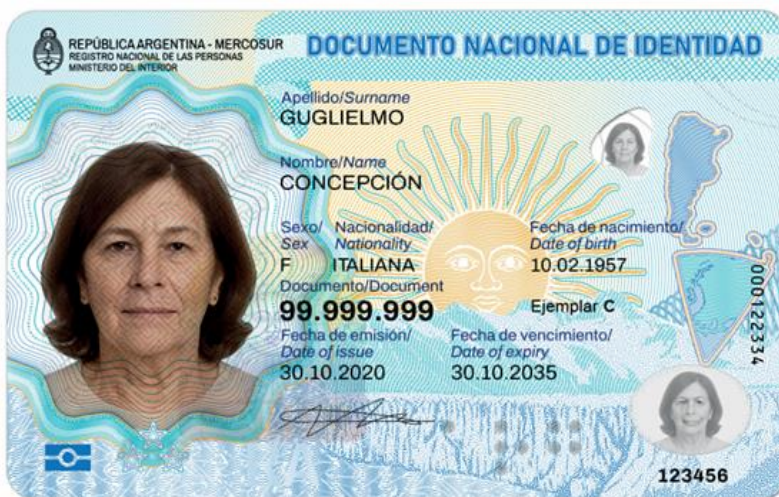 REPÚBLICA ARGENTINA - MERCOSUR
REGISTRO NACIONAL DE LAS PERSONAS
MINISTERIO DEL INTERIOR
DOCUMENTO NACIONAL DE IDENTIDAD
Apellido/Surname
GUGLIELMO
Nombre/Name
CONCEPCIÓN
Sexo/ Nacionalidad/ Fecha de nacimiento/
Sex Nationality Date of birth
F ITALIANA 10.02.1957
Documento/Document
99.999.999 Ejemplar C
Fecha de emisión/ Fecha de vencimiento/
Date of issue Date of expiry
30.10.2020 30.10.2035
000122334
123456